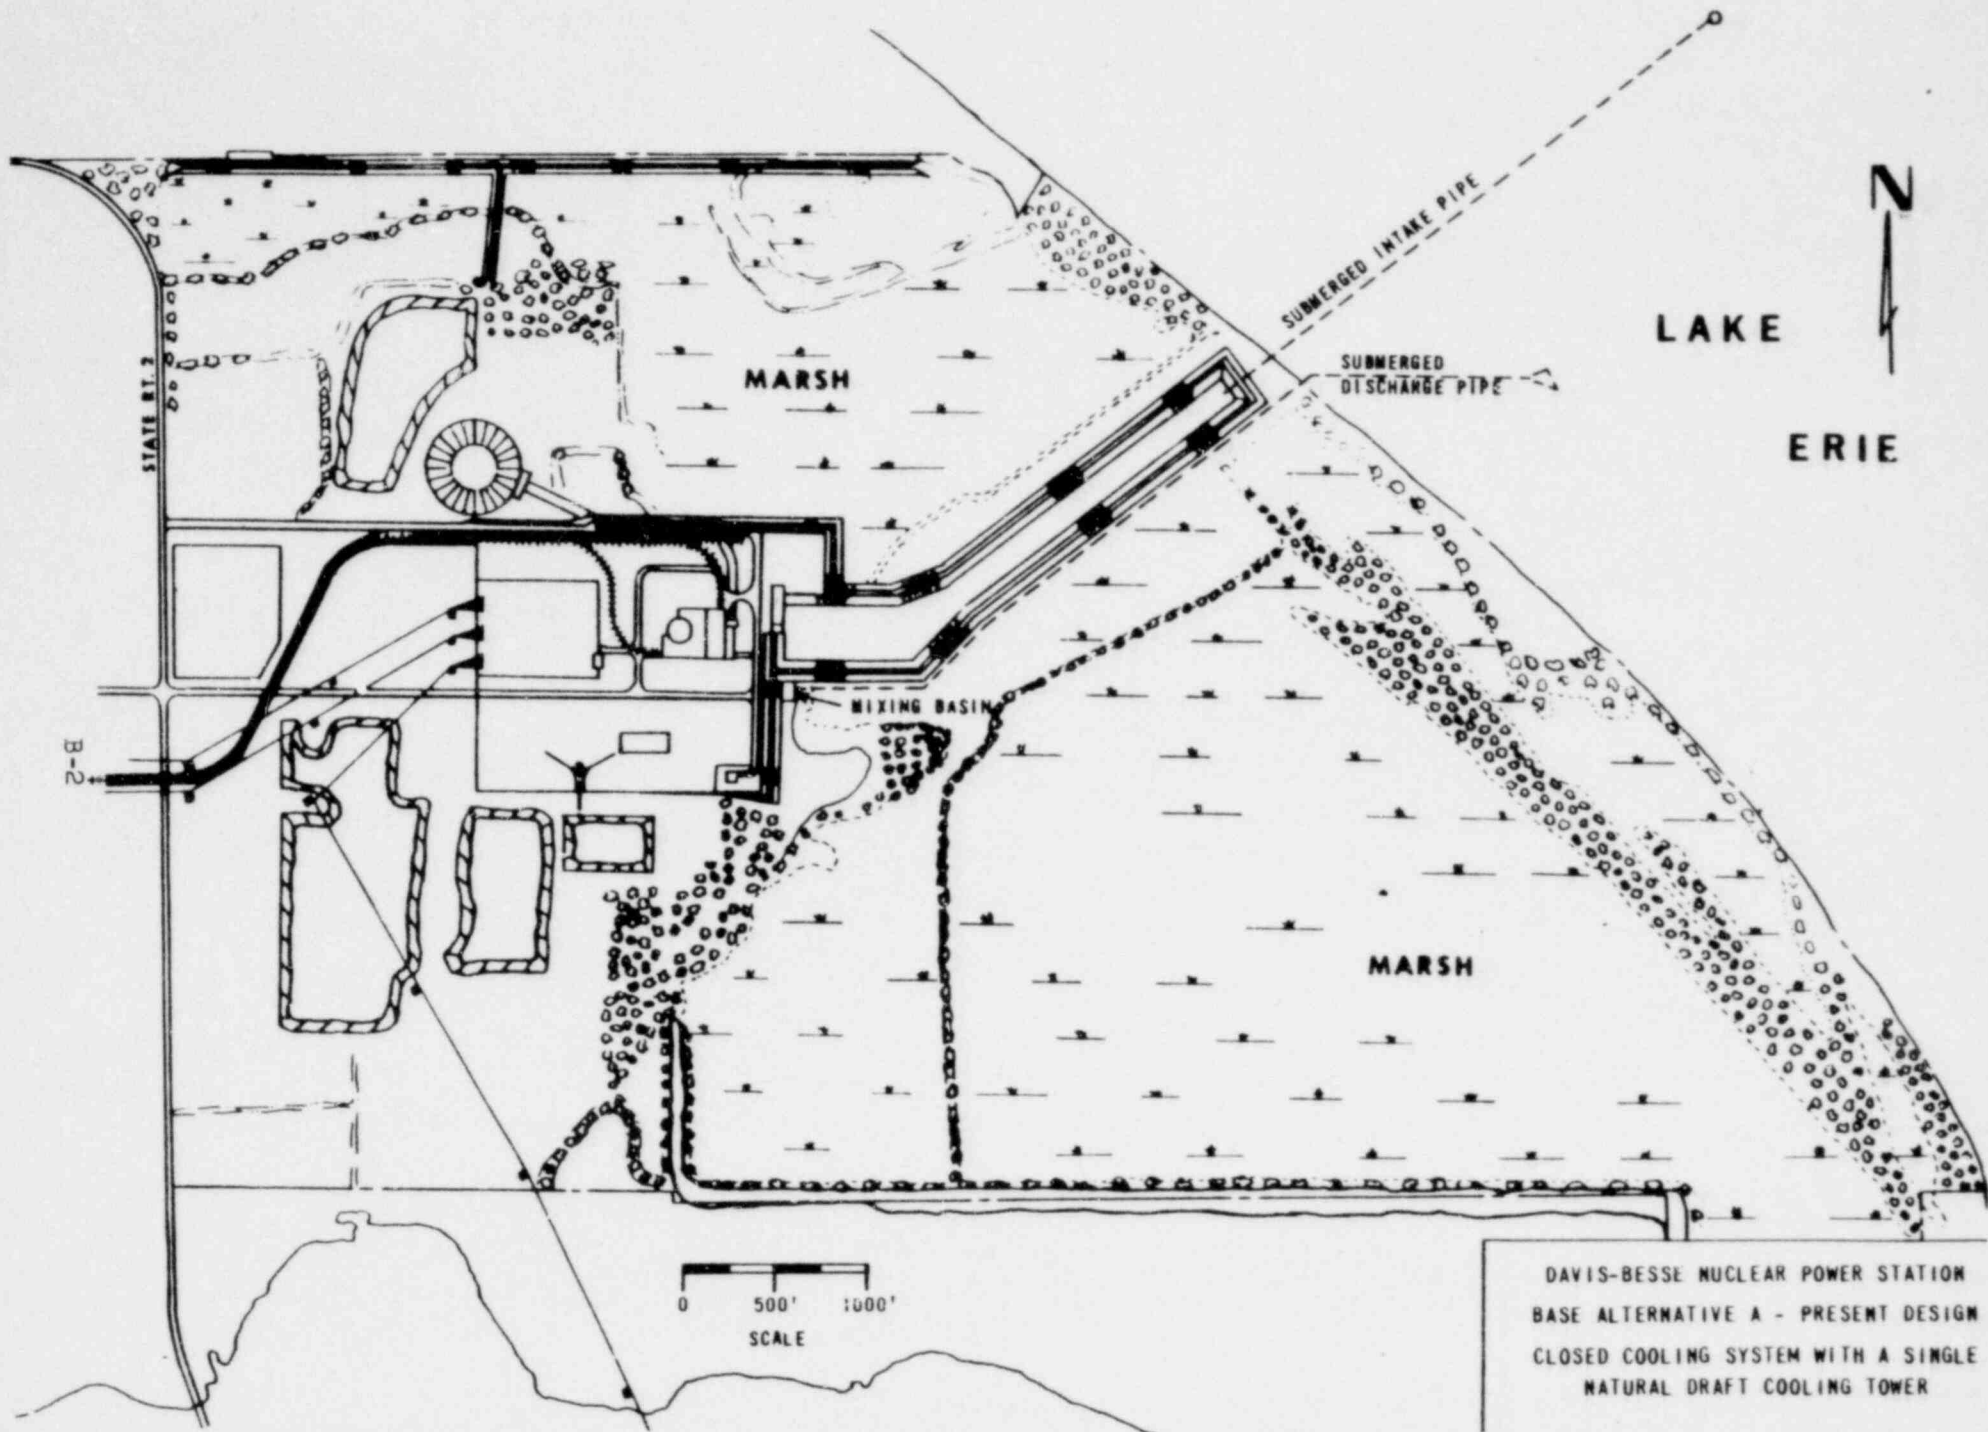 N
SUBMERGED INTAKE PIPE
LAKE
ERIE
SUBMERGED
DISCHARGE PIPE
MARSH
STATE RT. 2
MIXING BASIN
B-2
MARSH
0 500' 1000'
SCALE
DAVIS-BESSE NUCLEAR POWER STATION
BASE ALTERNATIVE A - PRESENT DESIGN
CLOSED COOLING SYSTEM WITH A SINGLE
NATURAL DRAFT COOLING TOWER